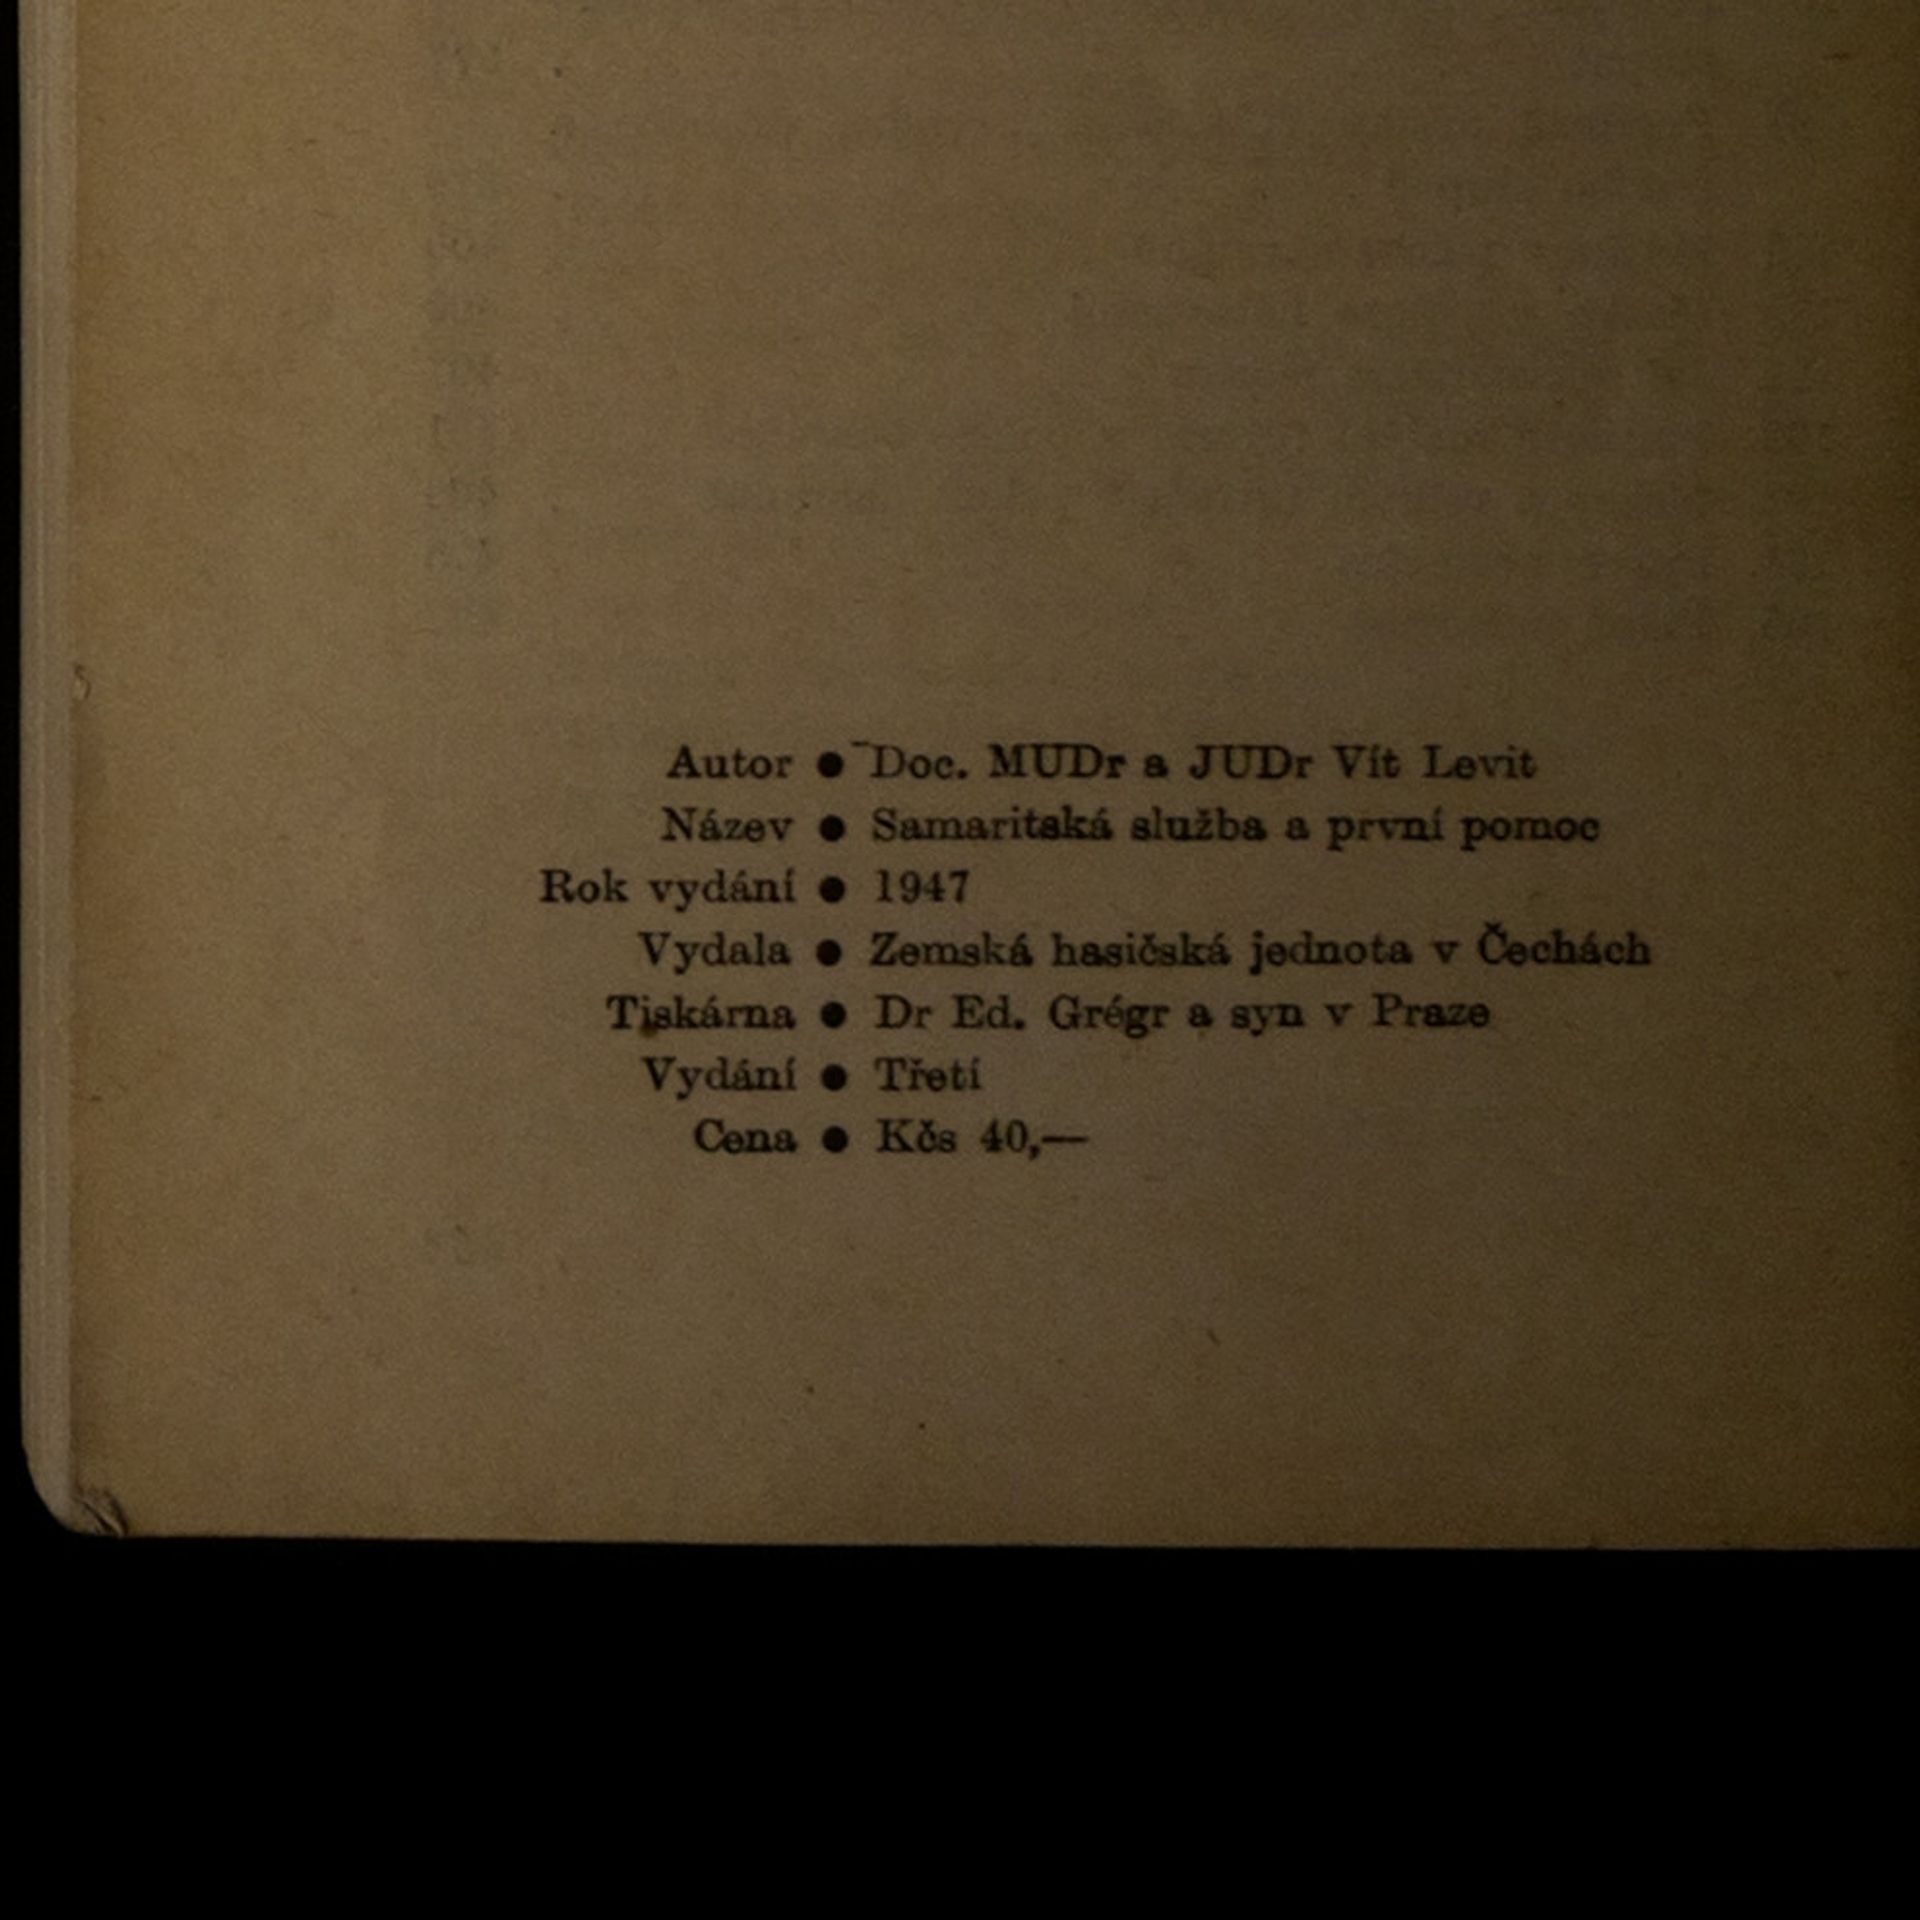 Autor ● Doc. MUDr a JUDr Vít Levit
Název ● Samaritská služba a první pomoc
Rok vydání ● 1947
Vydala ● Zemská hasičská jednota v Čechách
Tiskárna ● Dr Ed. Grégr a syn v Praze
Vydání ● Třetí
Cena ● Kčs 40,—